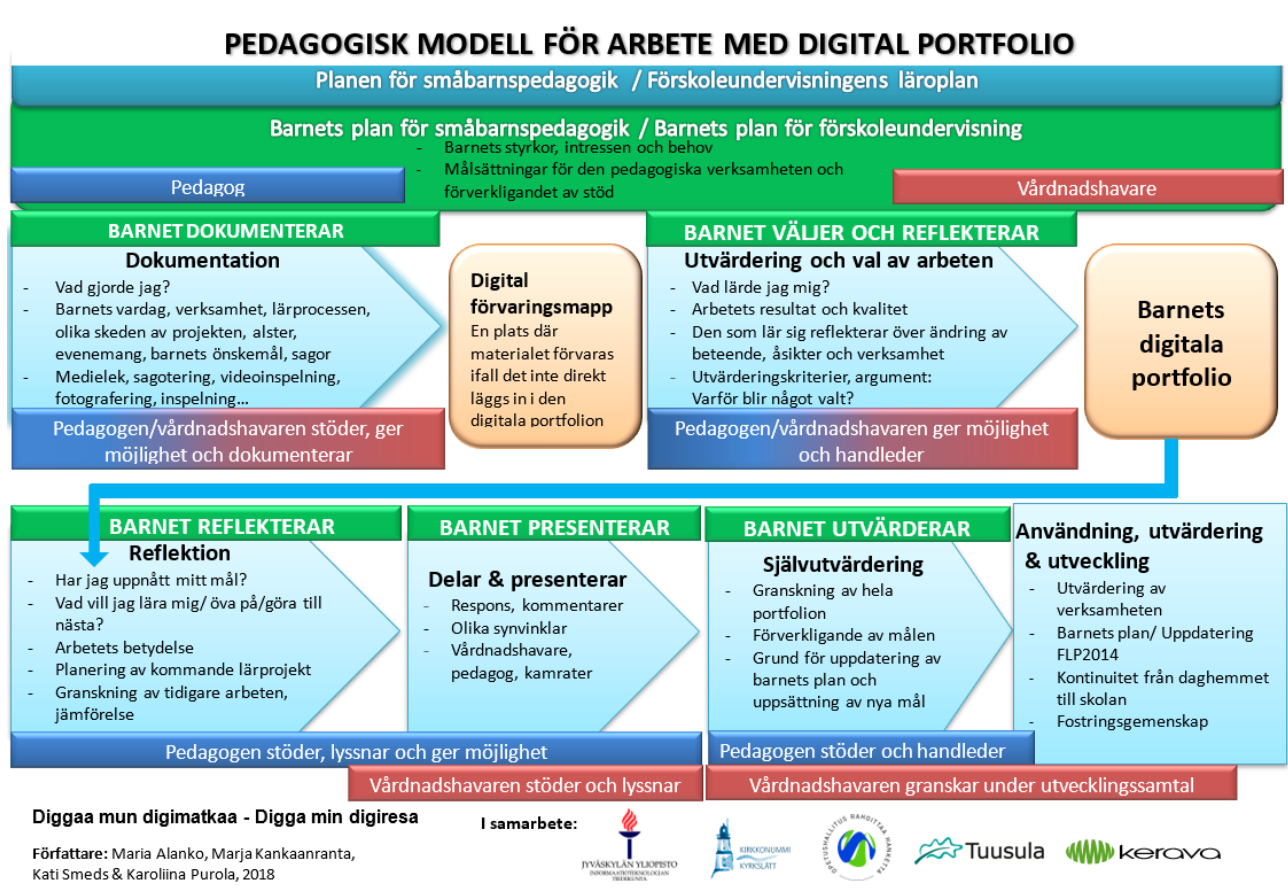 PEDAGOGISK MODELL FÖR ARBETE MED DIGITAL PORTFOLIO
Planen för småbarnspedagogik / Förskoleundervisningens läroplan
Barnets plan för småbarnspedagogik / Barnets plan för förskoleundervisning
- Barnets styrkor, intressen och behov
- Målsättningar för den pedagogiska verksamheten och
förverkligandet av stöd
Pedagog
Vårdnadshavare
BARNET DOKUMENTERAR
Dokumentation
- Vad gjorde jag?
- Barnets vardag, verksamhet, lärprocessen,
olika skeden av projekten, alster,
evenemang, barnets önskemål, sagor
- Medielek, sagotering, videoinspelning,
fotografering, inspelning…
Pedagogen/vårdnadshavaren stöder, ger
möjlighet och dokumenterar
Digital
förvaringsmapp
En plats där
materialet förvaras
ifall det inte direkt
läggs in i den
digitala portfolion
BARNET VÄLJER OCH REFLEKTERAR
Utvärdering och val av arbeten
- Vad lärde jag mig?
- Arbetets resultat och kvalitet
- Den som lär sig reflekterar över ändring av
beteende, åsikter och verksamhet
- Utvärderingskriterier, argument:
Varför blir något valt?
Pedagogen/vårdnadshavaren ger möjlighet
och handleder
Barnets
digitala
portfolio
BARNET REFLEKTERAR
Reflektion
- Har jag uppnått mitt mål?
- Vad vill jag lära mig/ öva på/göra till
nästa?
- Arbetets betydelse
- Planering av kommande lärprojekt
- Granskning av tidigare arbeten,
jämförelse
BARNET PRESENTERAR
Delar & presenterar
- Respons, kommentarer
- Olika synvinklar
- Vårdnadshavare,
pedagog, kamrater
Pedagogen stöder, lyssnar och ger möjlighet
Vårdnadshavaren stöder och lyssnar
BARNET UTVÄRDERAR
Självutvärdering
- Granskning av hela
portfolion
- Förverkligande av målen
- Grund för uppdatering av
barnets plan och
uppsättning av nya mål
Pedagogen stöder och handleder
Vårdnadshavaren granskar under utvecklingssamtal
Användning, utvärdering
& utveckling
- Utvärdering av
verksamheten
- Barnets plan/ Uppdatering
FLP2014
- Kontinuitet från daghemmet
till skolan
- Fostringsgemenskap
Diggaa mun digimatkaa - Digga min digiresa
Författare: Maria Alanko, Marja Kankaanranta,
Kati Smeds & Karoliina Purola, 2018
I samarbete:
JYVÄSKYLÄN YLIOPISTO
INFORMAATIOTEKNOLOGIAN
TIEDEKUNTA
KIRKKONUMMI
KYRKSLÄTT
OPETUSHALLITUS RAHOITTAA HANKETTA
Tuusula
kerava